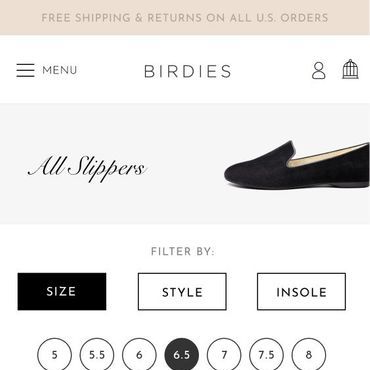 FREE SHIPPING & RETURNS ON ALL U.S. ORDERS
MENU
BIRDIES
All Slippers
FILTER BY:
SIZE STYLE INSOLE
5 5.5 6 6.5 7 7.5 8